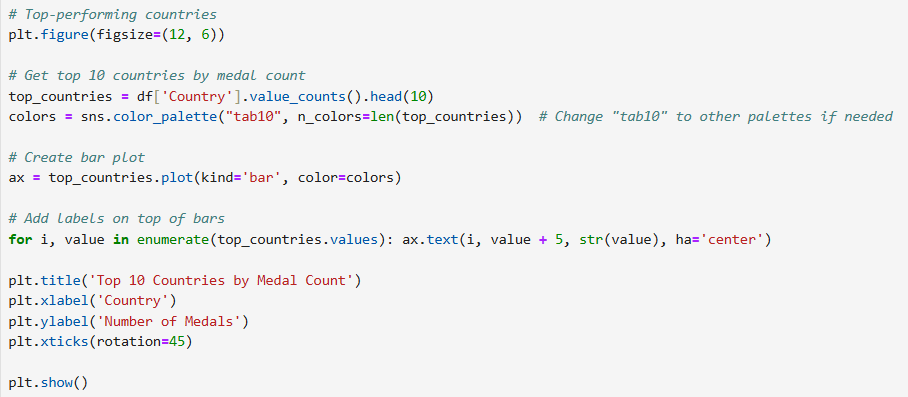 # Top-performing countries
plt.figure(figsize=(12, 6))
# Get top 10 countries by medal count
top_countries = df['Country'].value_counts().head(10)
colors = sns.color_palette("tab10", n_colors=len(top_countries))  # Change "tab10" to other palettes if needed
# Create bar plot
ax = top_countries.plot(kind='bar', color=colors)
# Add labels on top of bars
for i, value in enumerate(top_countries.values): ax.text(i, value + 5, str(value), ha='center')
plt.title('Top 10 Countries by Medal Count')
plt.xlabel('Country')
plt.ylabel('Number of Medals')
plt.xticks(rotation=45)
plt.show()